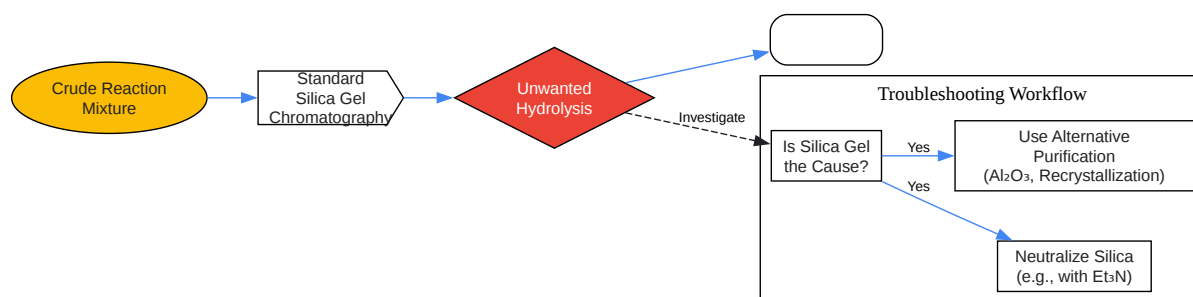 Crude Reaction
Mixture
Standard
Silica Gel
Chromatography
Unwanted
Hydrolysis
Investigate
Troubleshooting Workflow
Is Silica Gel
the Cause?
Yes
Yes
Use Alternative
Purification
(Al₂O₃, Recrystallization)
Neutralize Silica
(e.g., with Et₃N)